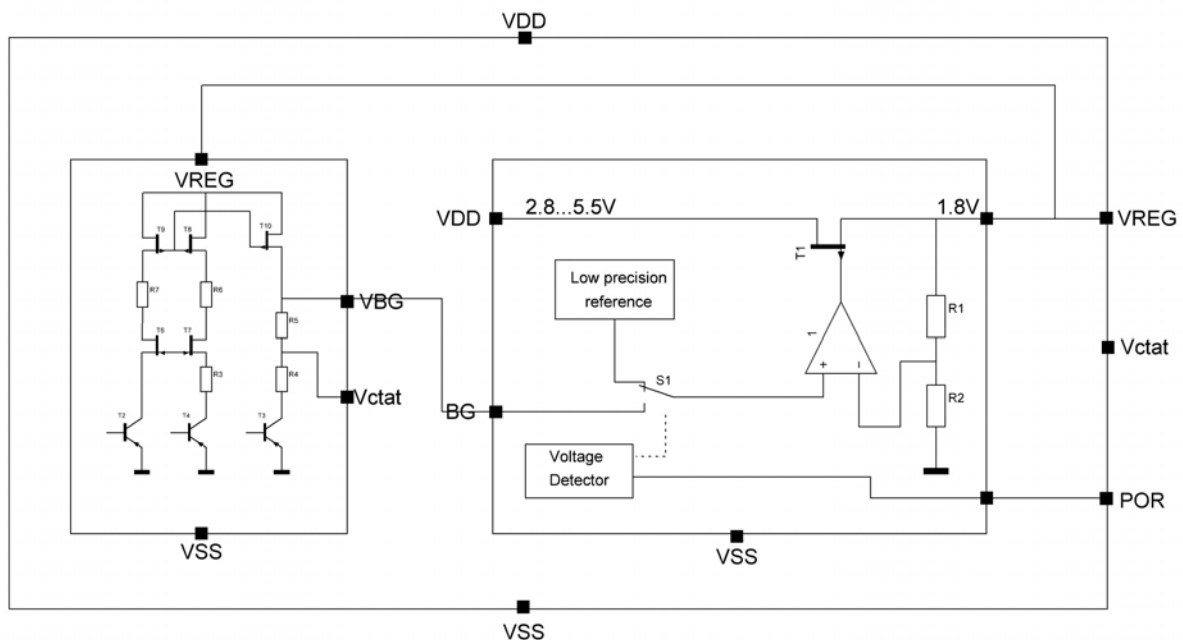 VDD
VREG
VDD
2.8...5.5V
1.8V
VREG
T9
T8
T10
T1
Low precision
reference
R7
R6
VBG
R5
R1
T6
T7
1
Vctat
R3
R4
Vctat
+
–
S1
R2
BG
T2
T4
T3
Voltage
Detector
POR
VSS
VSS
VSS